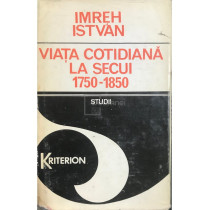 IMREH
ISTVÁN
VIAȚA COTIDIANĂ
LA SECUI
1750-1850
STUDII
KRITERION